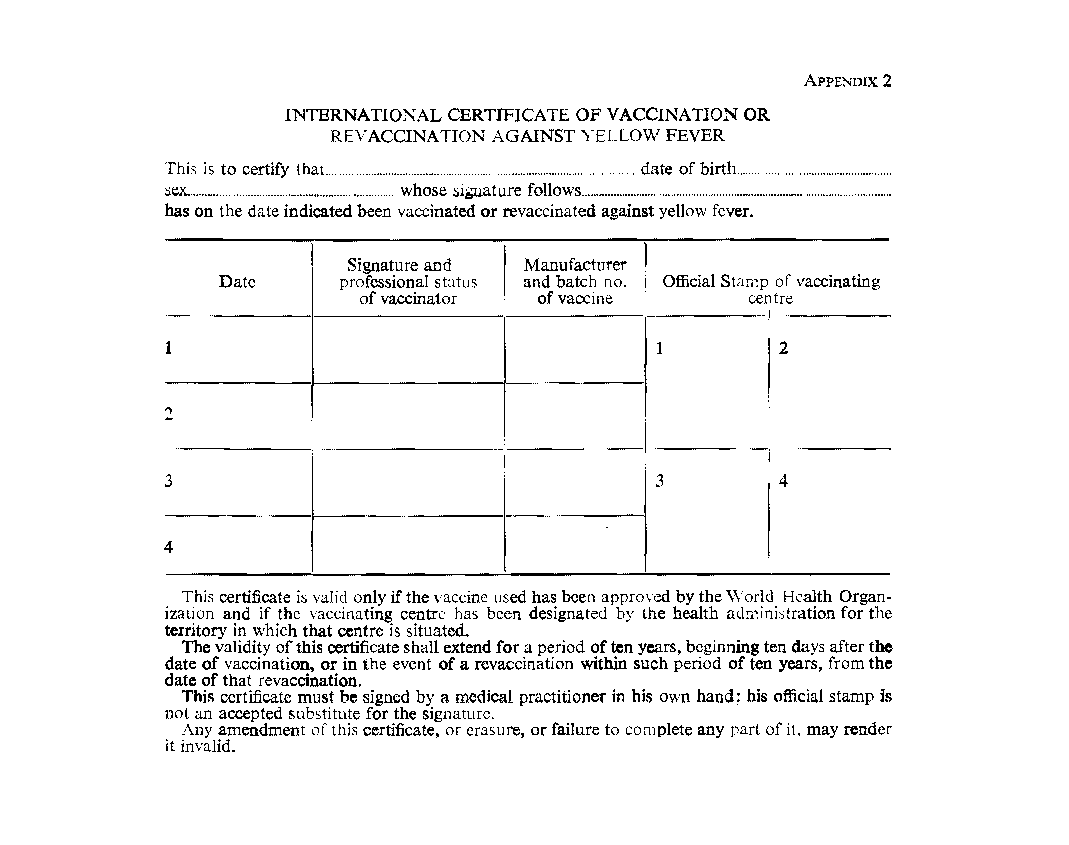 APPENDIX 2
INTERNATIONAL CERTIFICATE OF VACCINATION OR
REVACCINATION AGAINST YELLOW FEVER
This is to certify that.......... date of birth..........
sex.......... whose signature follows..........
has on the date indicated been vaccinated or revaccinated against yellow fever.
Date
Signature and
professional status
of vaccinator
Manufacturer
and batch no.
of vaccine
Official Stamp of vaccinating
centre
1 1 2
2
3 3 4
4
This certificate is valid only if the vaccine used has been approved by the World Health Organ-
ization and if the vaccinating centre has been designated by the health administration for the
territory in which that centre is situated.
The validity of this certificate shall extend for a period of ten years, beginning ten days after the
date of vaccination, or in the event of a revaccination within such period of ten years, from the
date of that revaccination.
This certificate must be signed by a medical practitioner in his own hand; his official stamp is
not an accepted substitute for the signature.
Any amendment of this certificate, or erasure, or failure to complete any part of it, may render
it invalid.